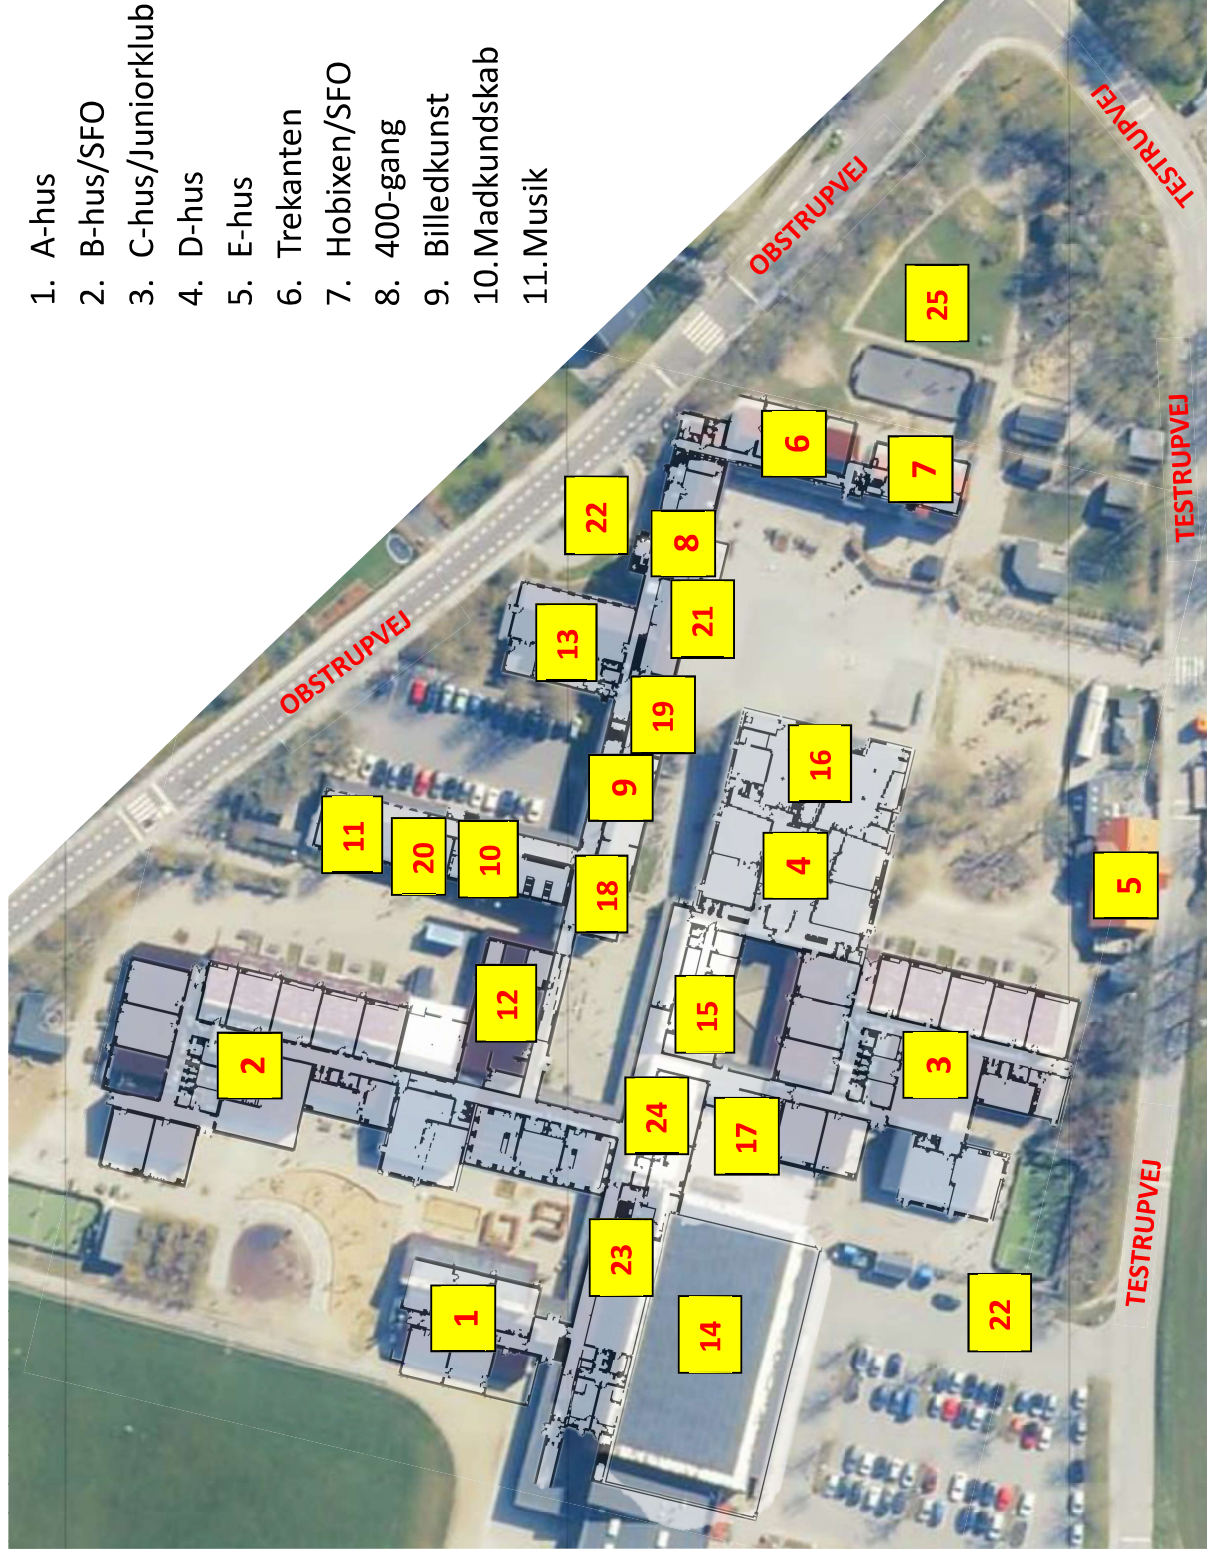 1. A-hus
2. B-hus/SFO
3. C-hus/Juniorklub
4. D-hus
5. E-hus
6. Trekanten
7. Hobixen/SFO
8. 400-gang
9. Billedkunst
10. Madkundskab
11. Musik
2
OBSTRUPVEJ
11
20
1
10
12
13
22
18
23
9
24
19
8
21
15
14
17
6
4
OBSTRUPVEJ
16
7
3
25
22
5
TESTRUPVEJ
TESTRUPVEJ
TESTRUPVEJ